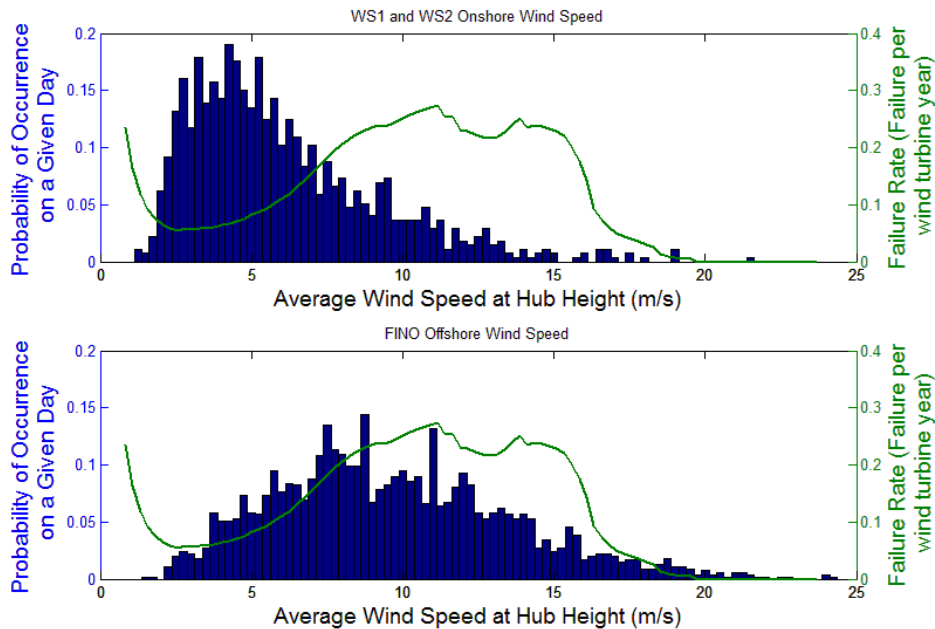 WS1 and WS2 Onshore Wind Speed
Probability of Occurrence
on a Given Day
0.2
0.15
0.1
0.05
0
0.4
0.3
0.2
0.1
0
Failure Rate (Failure per
wind turbine year)
0 5 10 15 20 25
Average Wind Speed at Hub Height (m/s)
FINO Offshore Wind Speed
Probability of Occurrence
on a Given Day
0.2
0.15
0.1
0.05
0
0.4
0.3
0.2
0.1
0
Failure Rate (Failure per
wind turbine year)
0 5 10 15 20 25
Average Wind Speed at Hub Height (m/s)